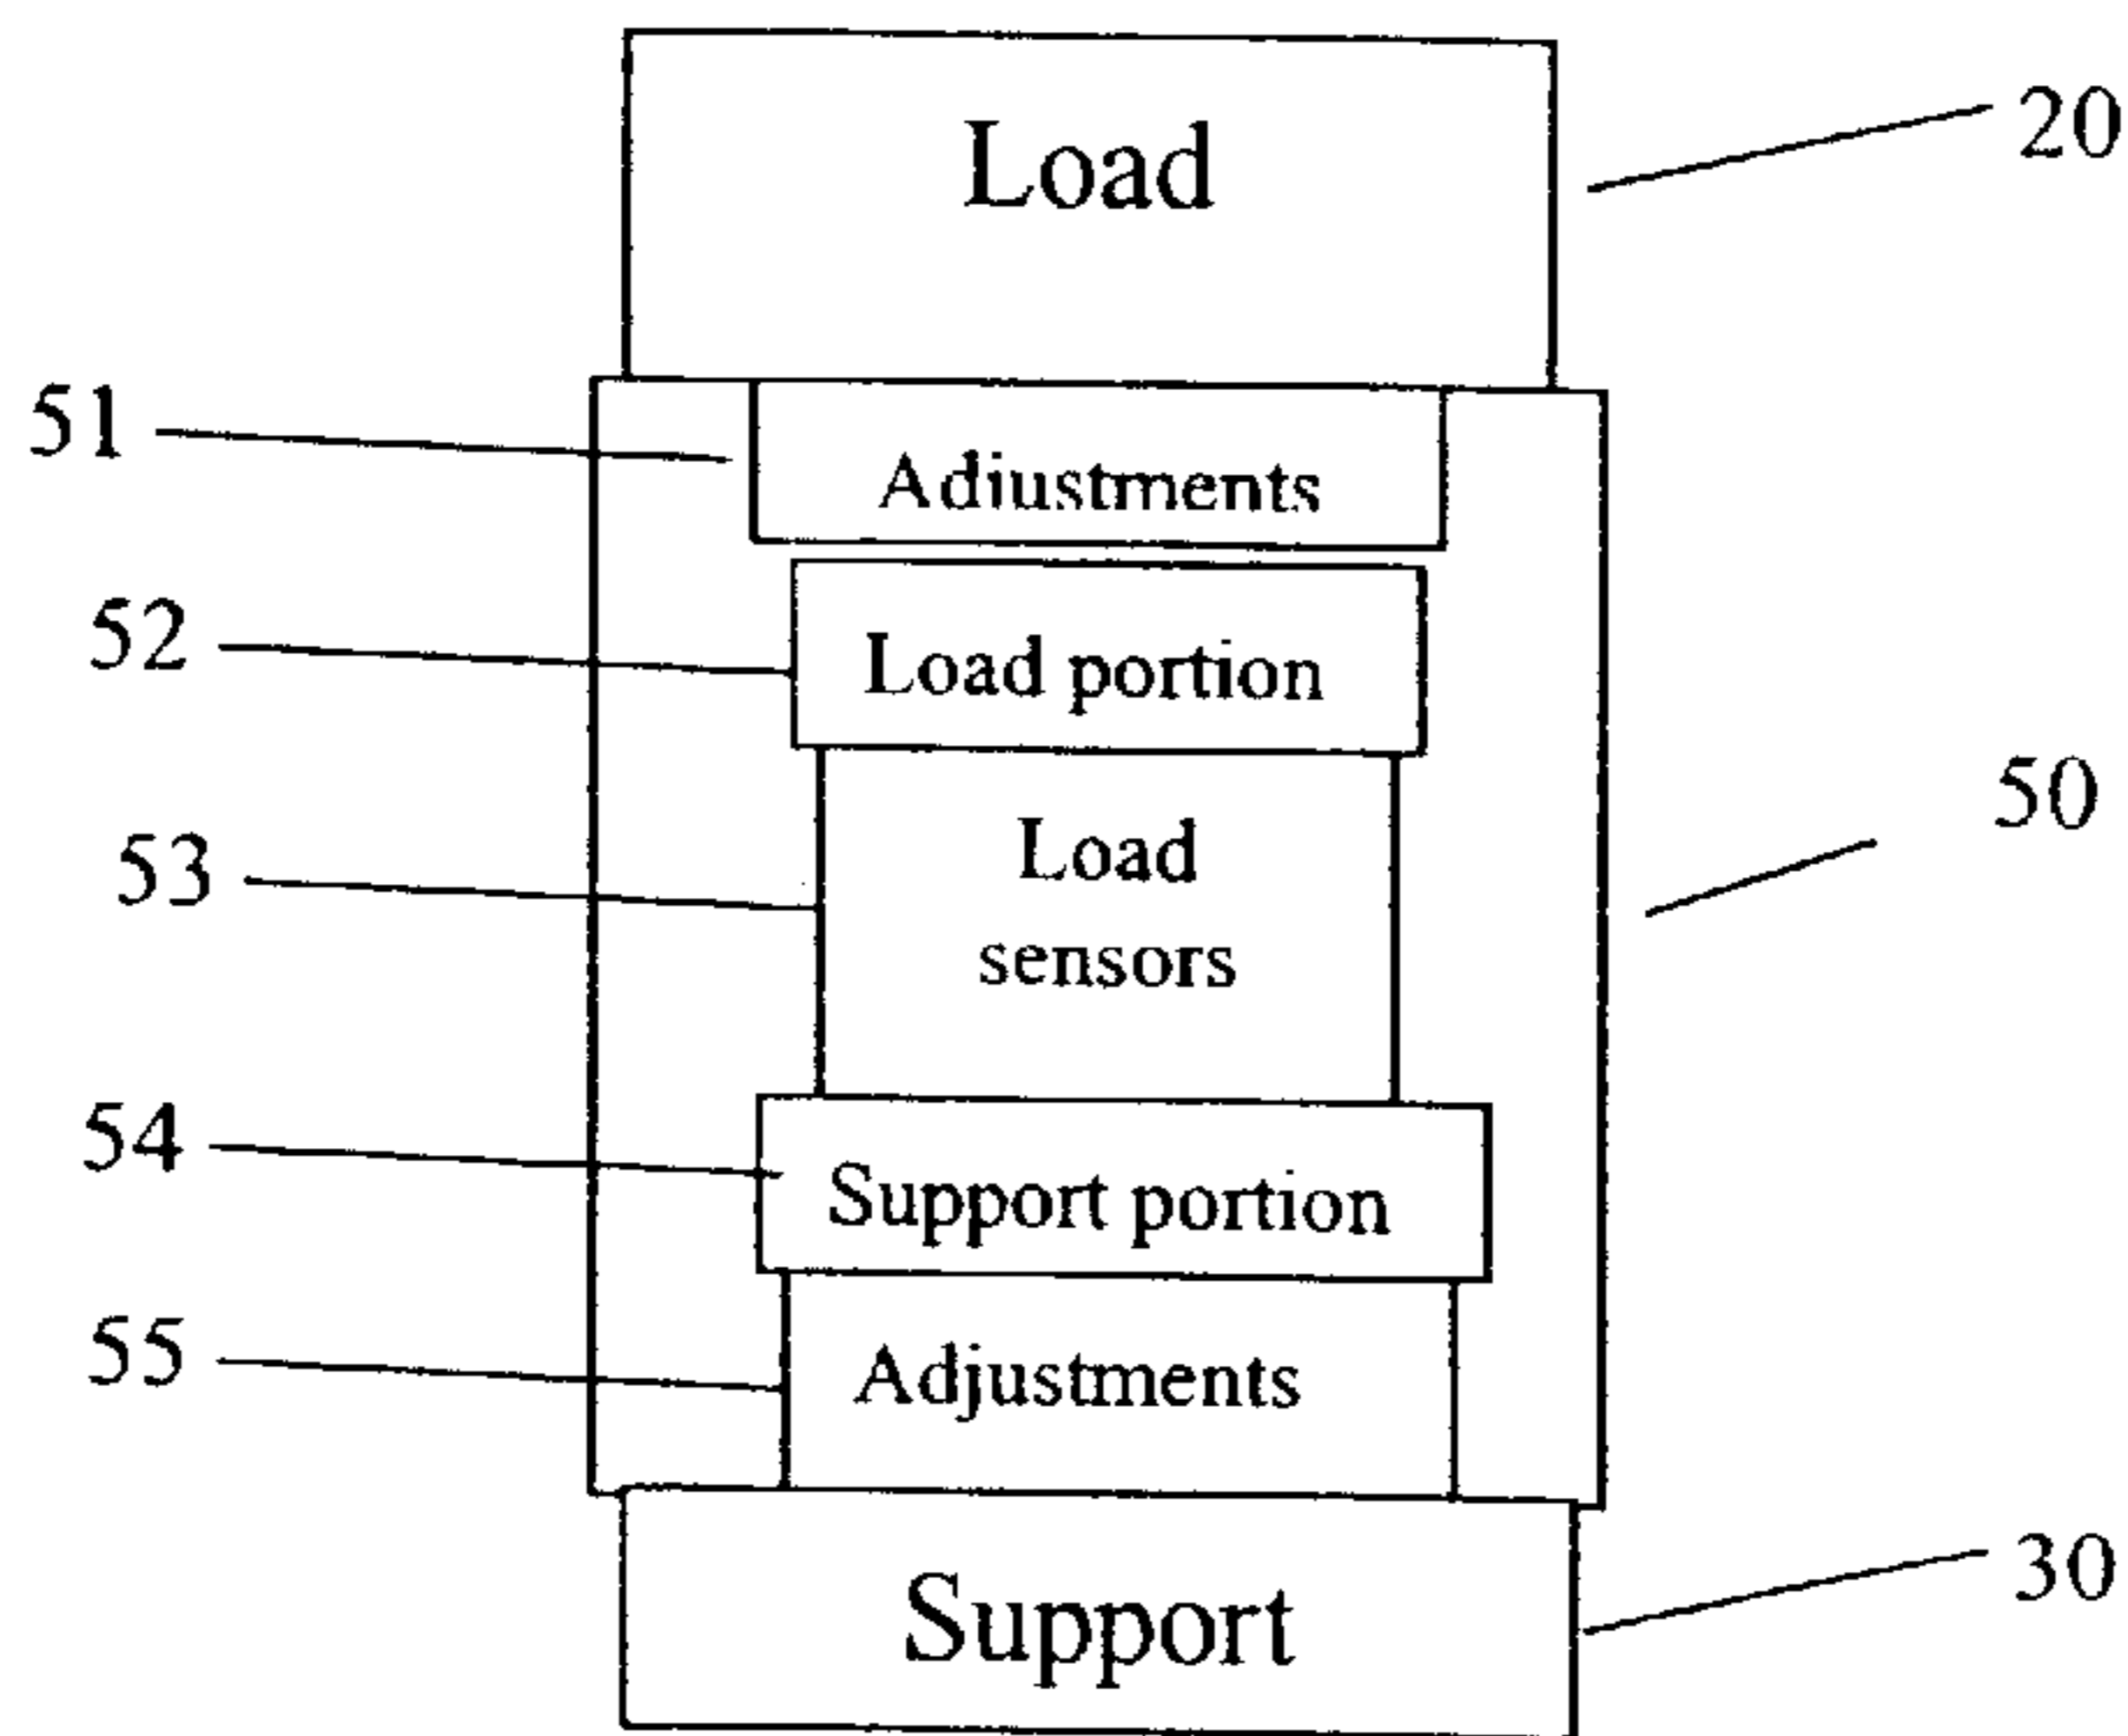 Load
20
51
Adiustments
52
Load portion
50
53
Load
sensors
54
Support portion
55
Adjustments
30
Support